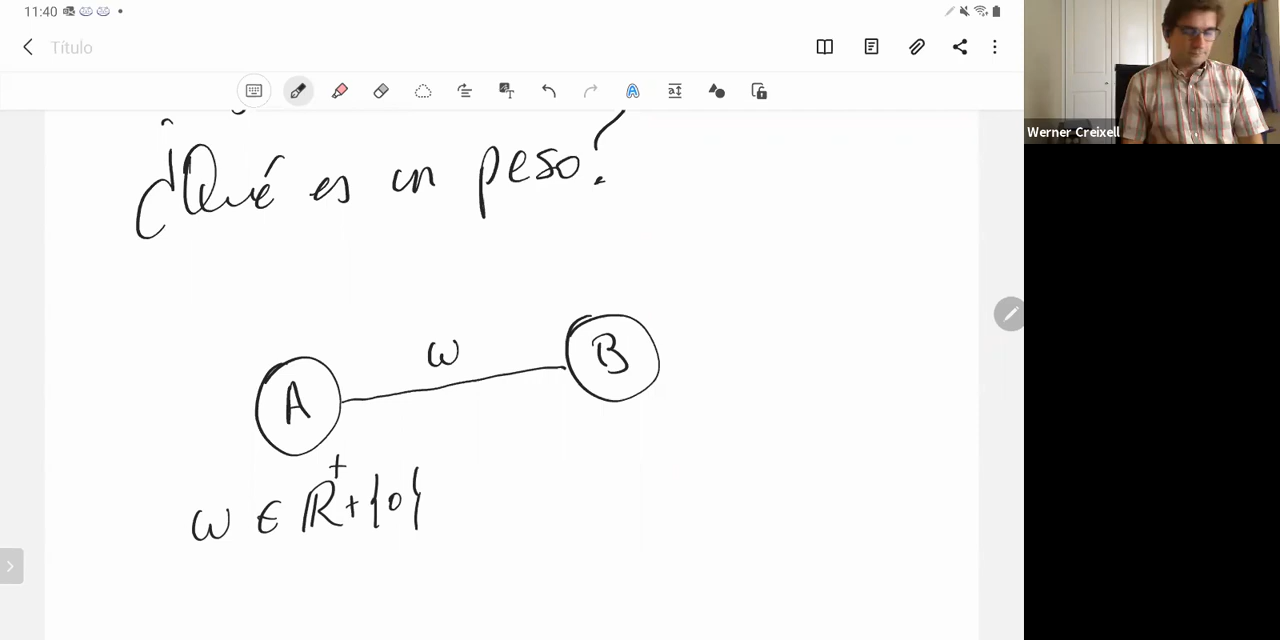 11:40
Título
Werner Creixell
¿Qué es un peso?
ω
A
B
ω ∈ ℝ⁺+{0}